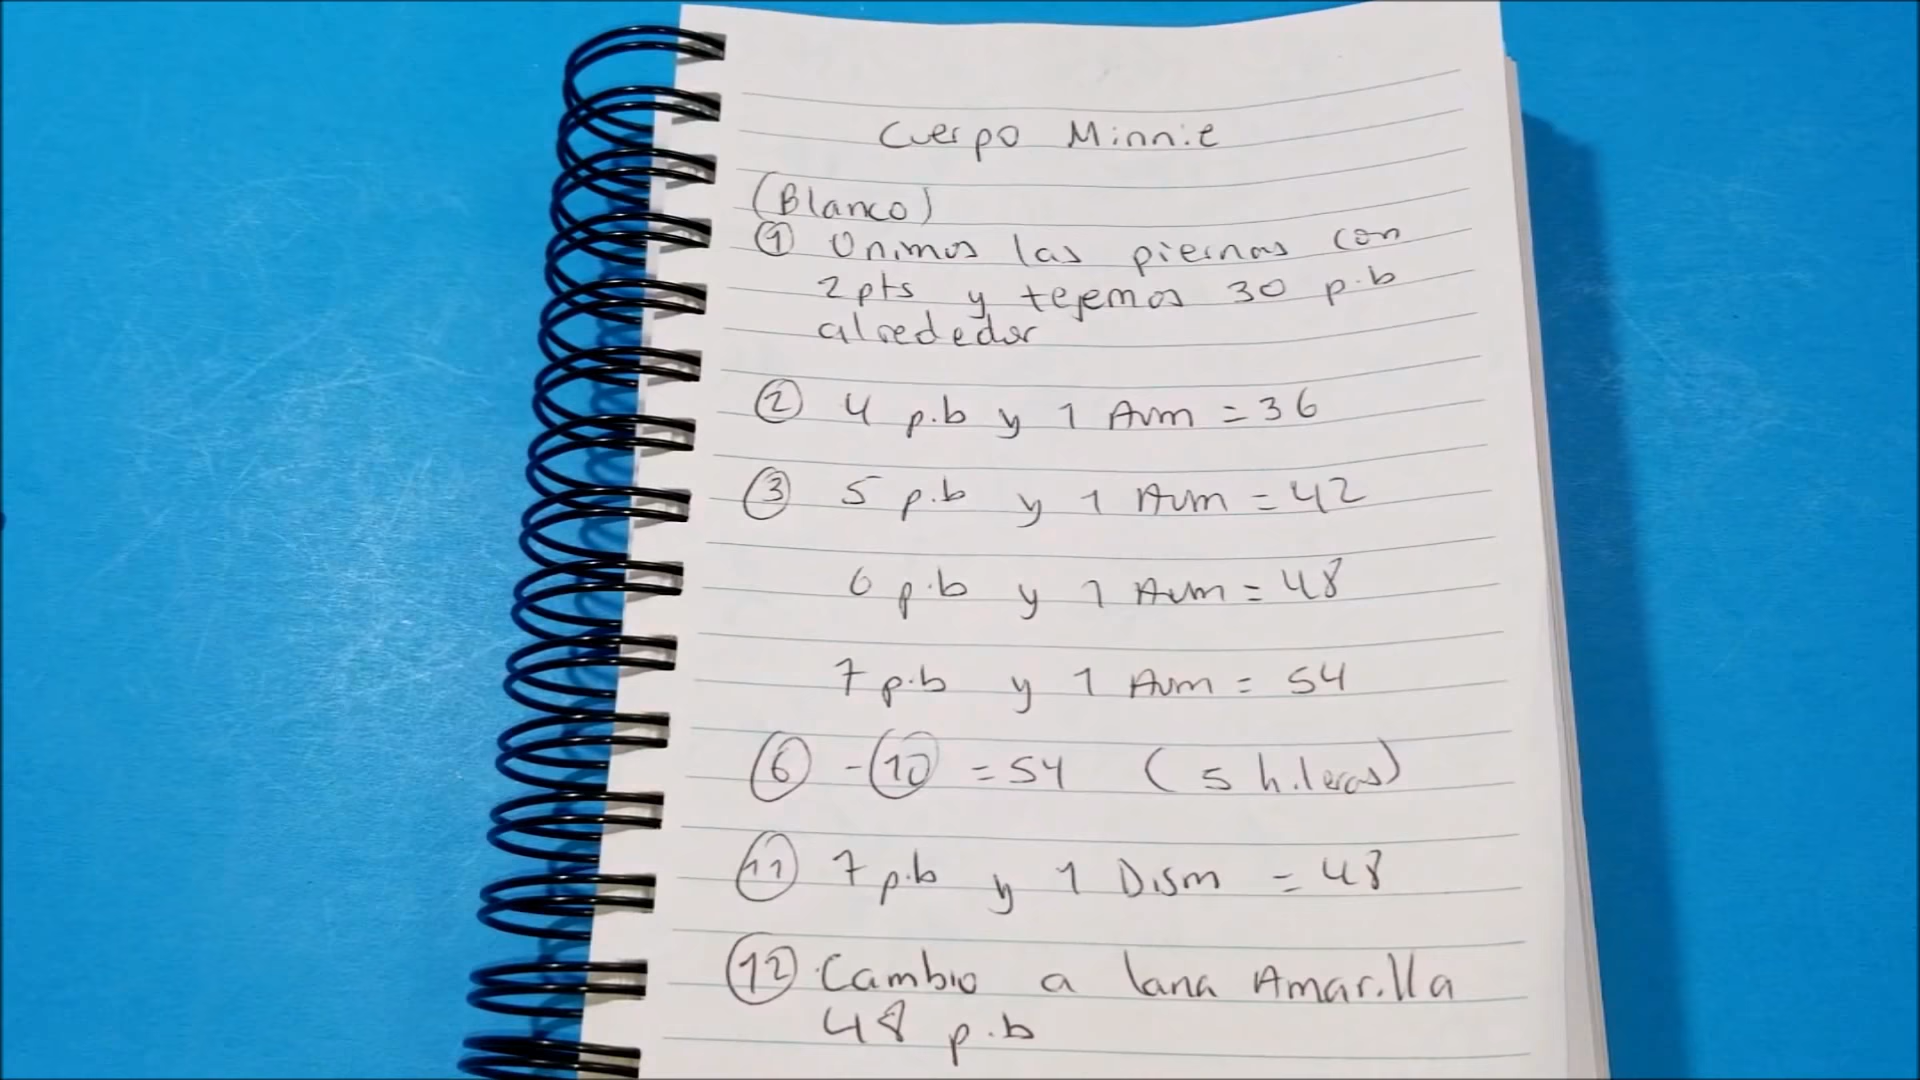 Cuerpo Minnie
(Blanco)
① Unimos las piernas con
2 pts y tejemos 30 p.b
alrededor
② 4 p.b y 1 Aum = 36
③ 5 p.b y 1 Aum = 42
6 p.b y 1 Aum = 48
7 p.b y 1 Aum = 54
⑥ - ⑩ = 54 (5 hileras)
⑪ 7 p.b y 1 Dism = 48
⑫ Cambio a lana Amarilla
48 p.b